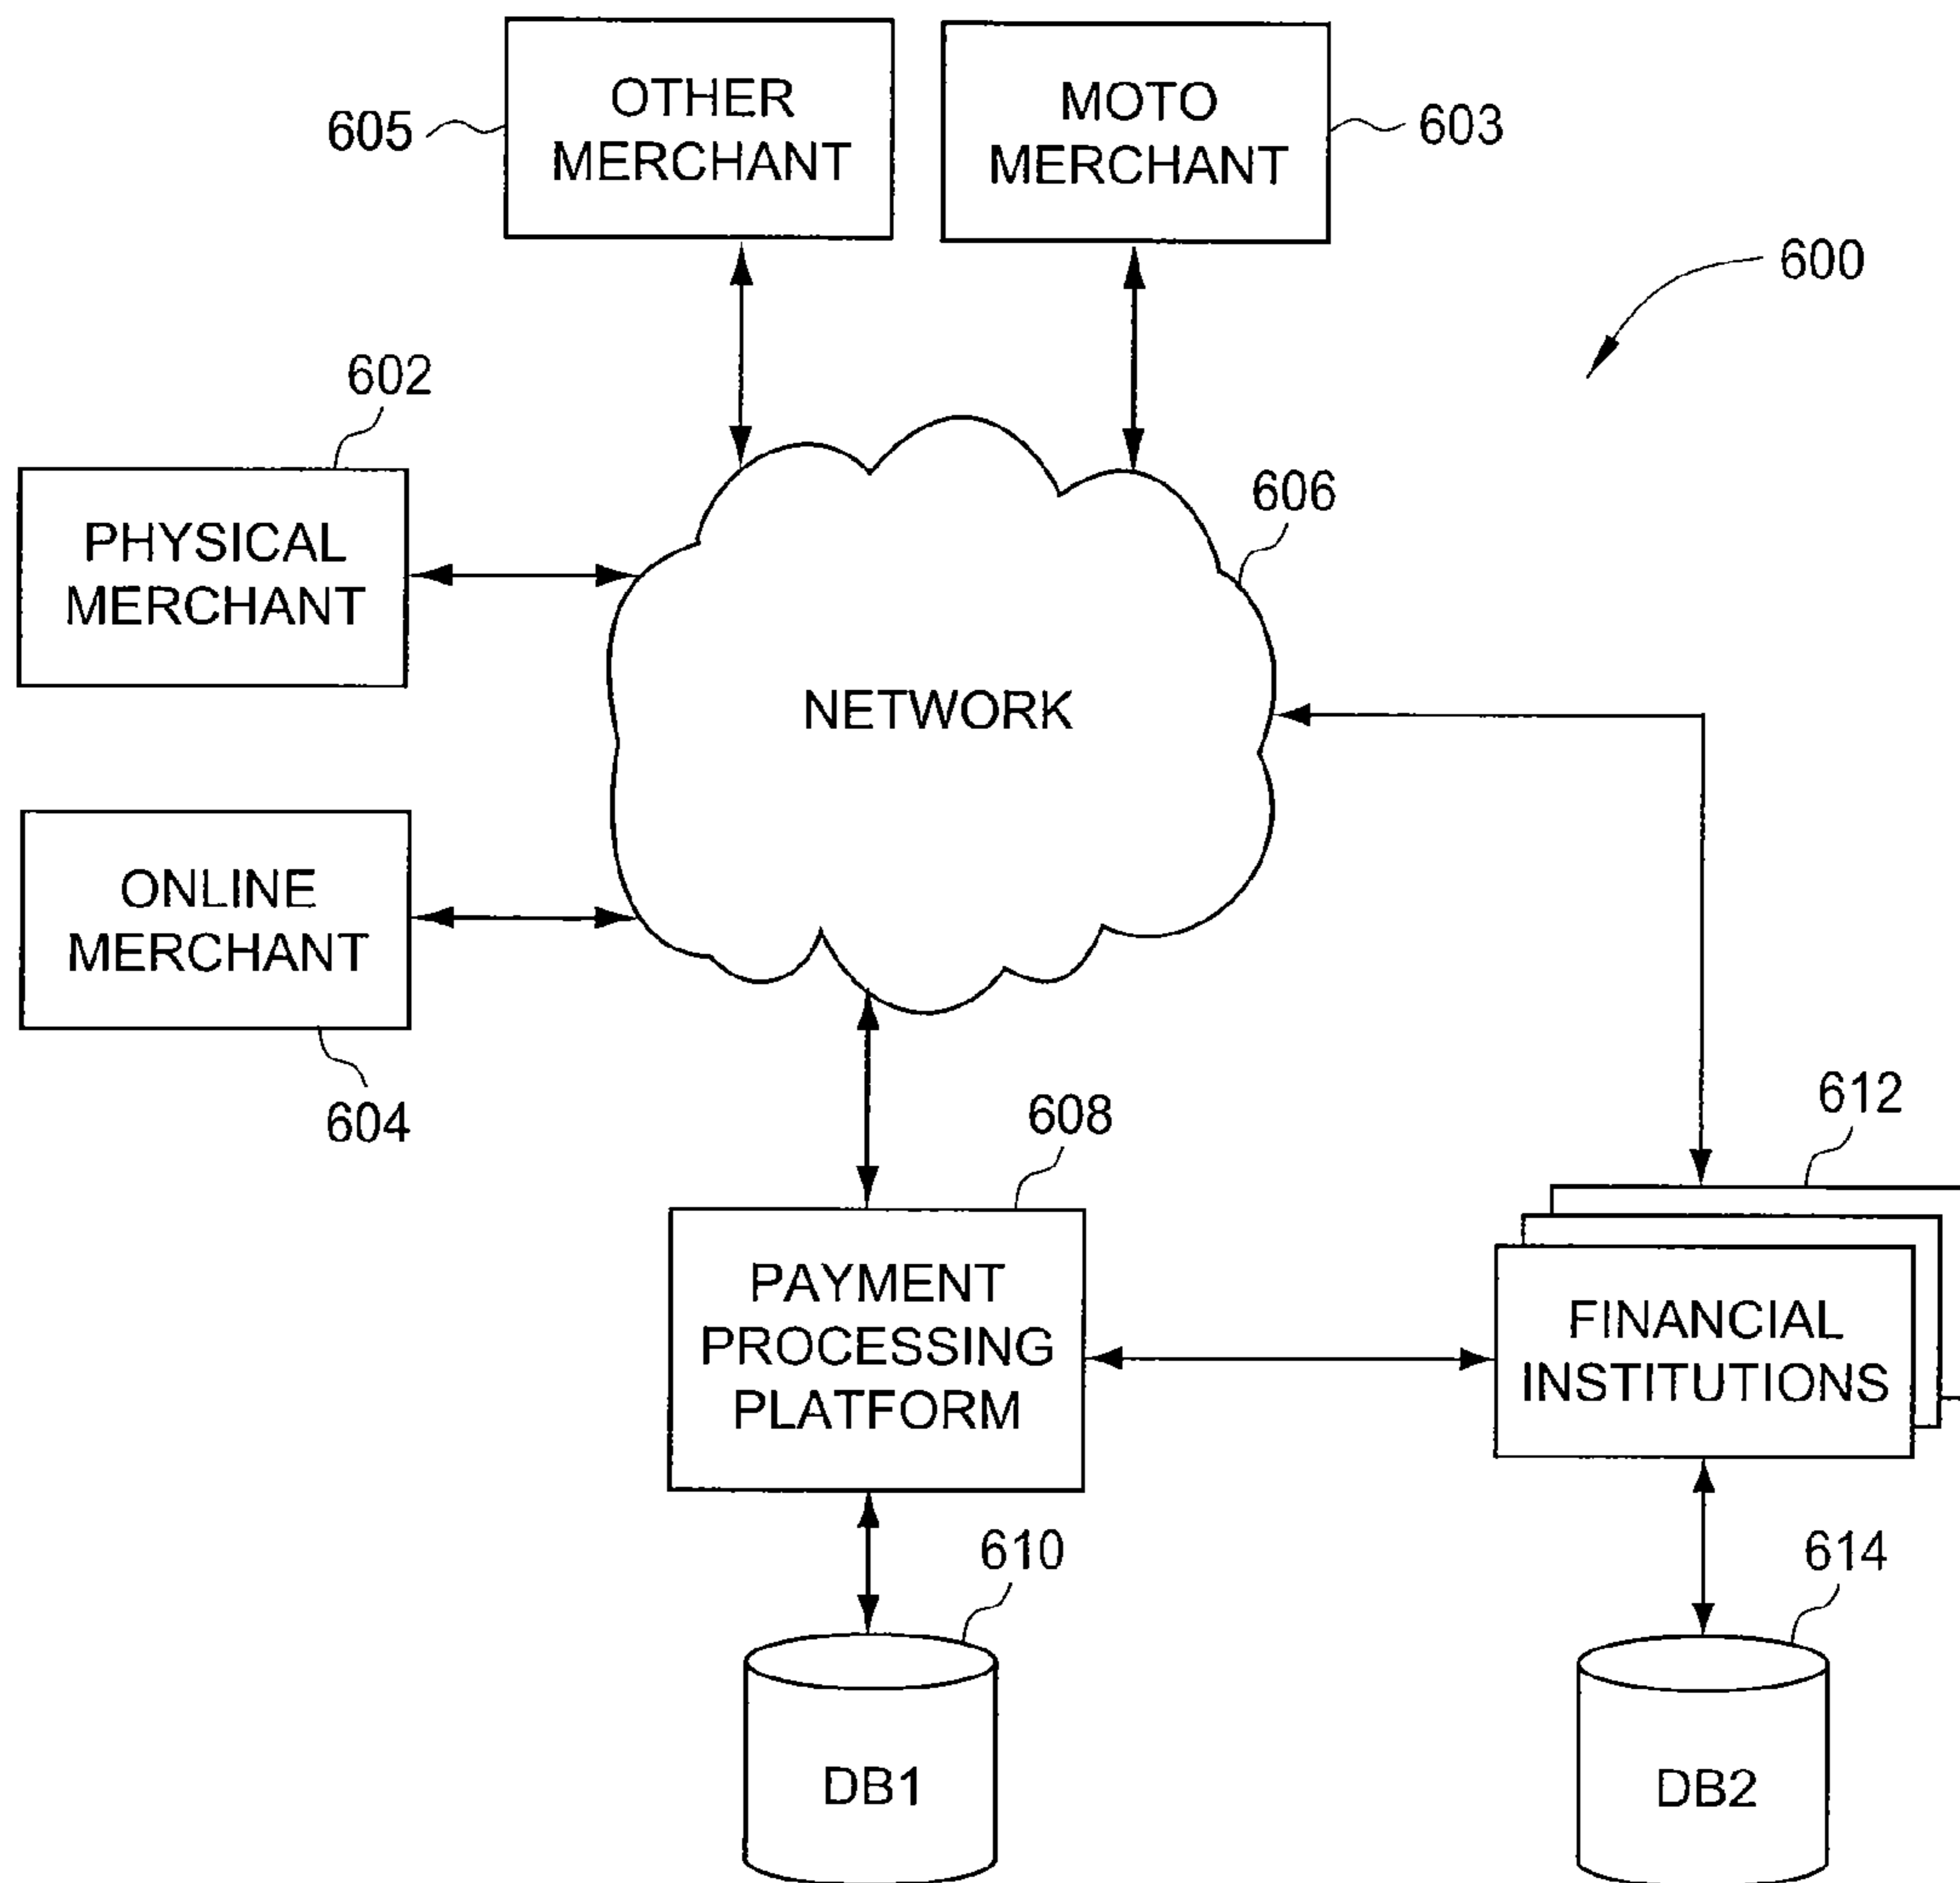 OTHER
MERCHANT
605
MOTO
MERCHANT
603
600
602
PHYSICAL
MERCHANT
606
NETWORK
ONLINE
MERCHANT
604
608
612
PAYMENT
PROCESSING
PLATFORM
FINANCIAL
INSTITUTIONS
610
614
DB1
DB2